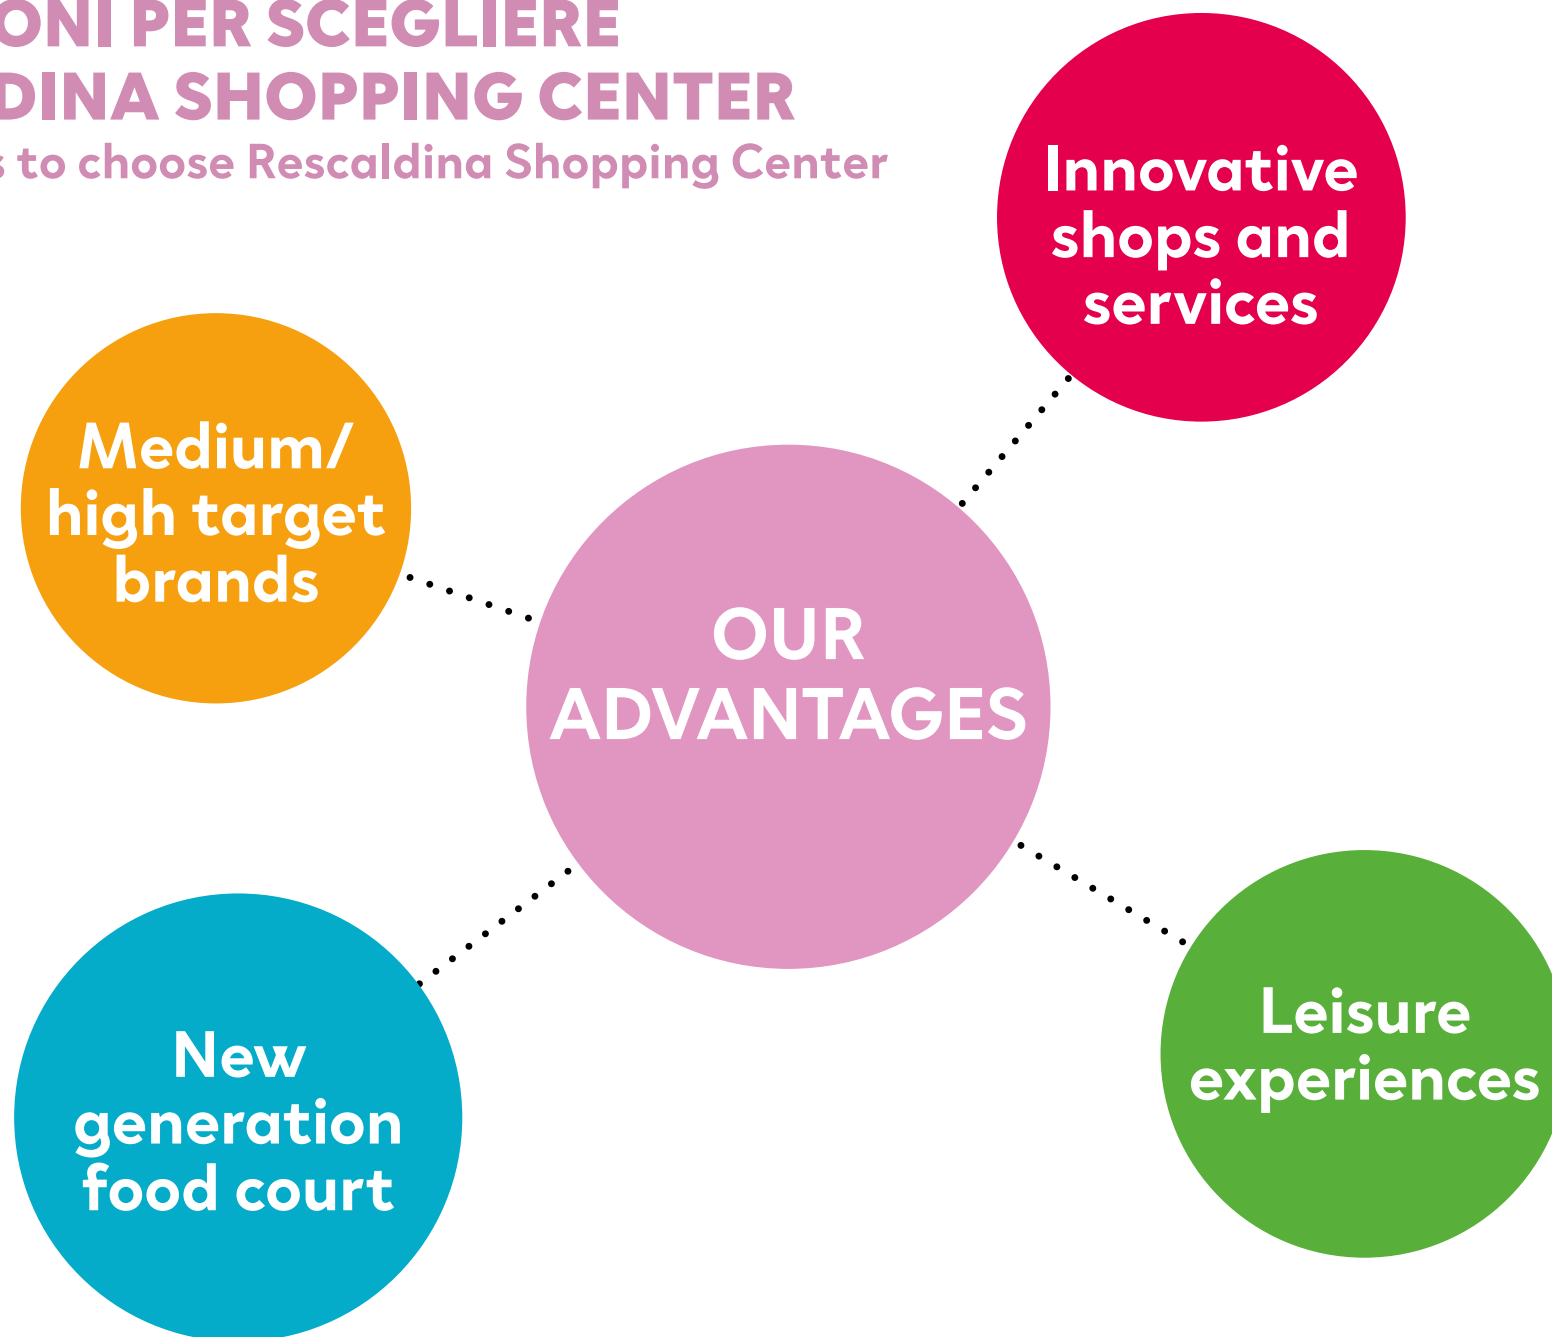 ONI PER SCEGLIERE
DINA SHOPPING CENTER
s to choose Rescaldina Shopping Center
Innovative
shops and
services
Medium/
high target
brands
OUR
ADVANTAGES
New
generation
food court
Leisure
experiences